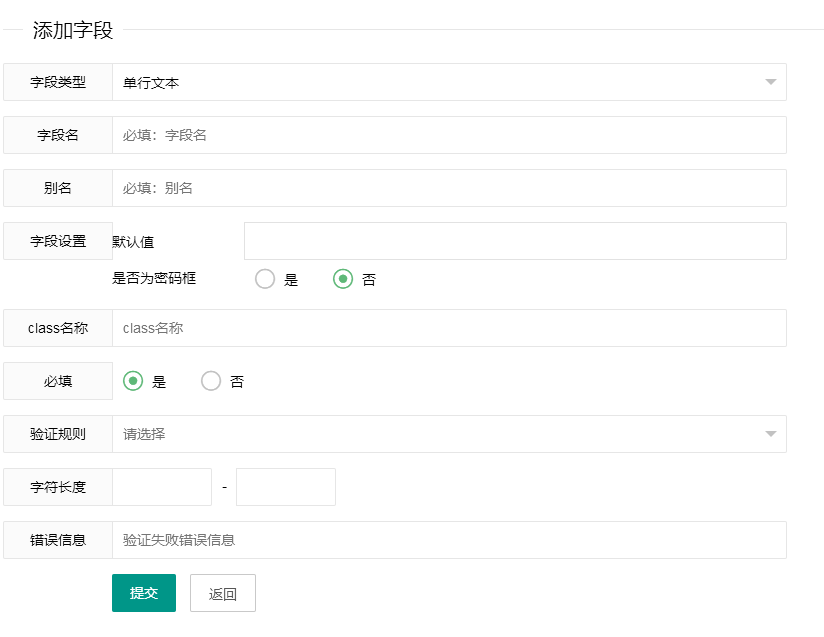 添加字段
字段类型 单行文本
字段名 必填：字段名
别名 必填：别名
字段设置 默认值
是否为密码框 是 否
class名称 class名称
必填 是 否
验证规则 请选择
字符长度 -
错误信息 验证失败错误信息
提交 返回